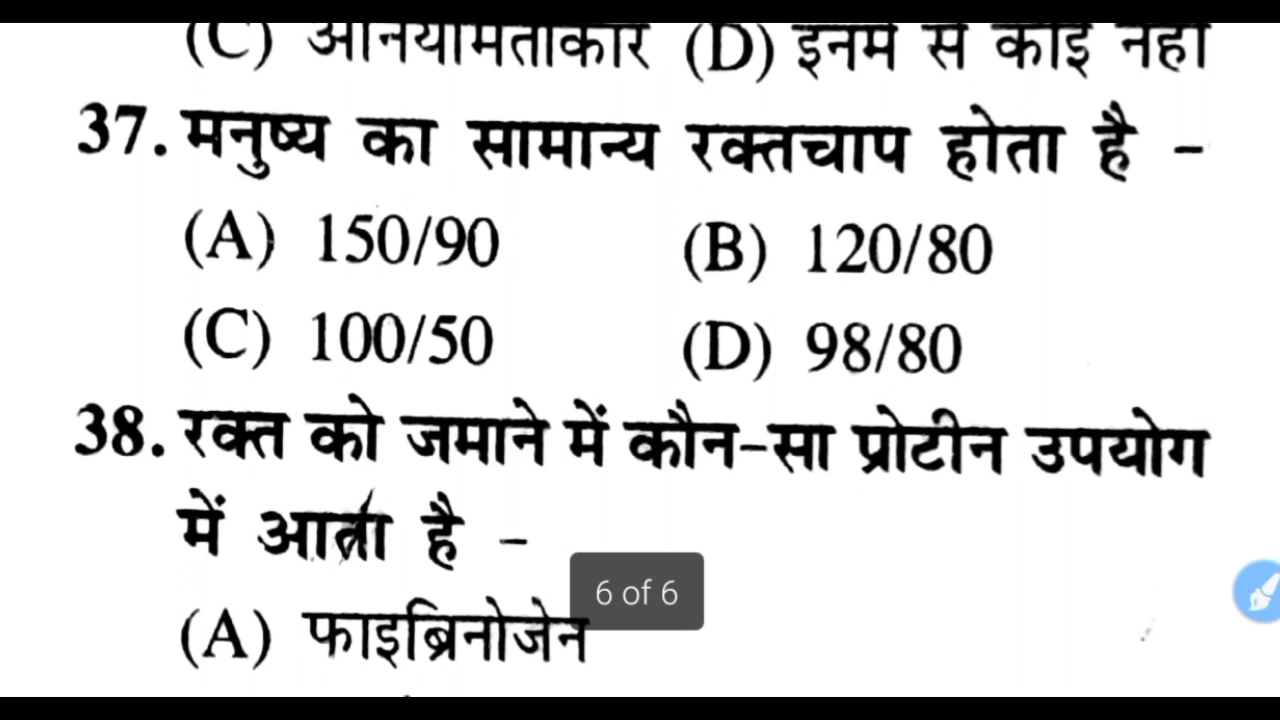 (C) अनियमिताकार (D) इनमें से कोई नहीं
37. मनुष्य का सामान्य रक्तचाप होता है -
(A) 150/90 (B) 120/80
(C) 100/50 (D) 98/80
38. रक्त को जमाने में कौन-सा प्रोटीन उपयोग
में आता है -
6 of 6
(A) फाइब्रिनोजेन